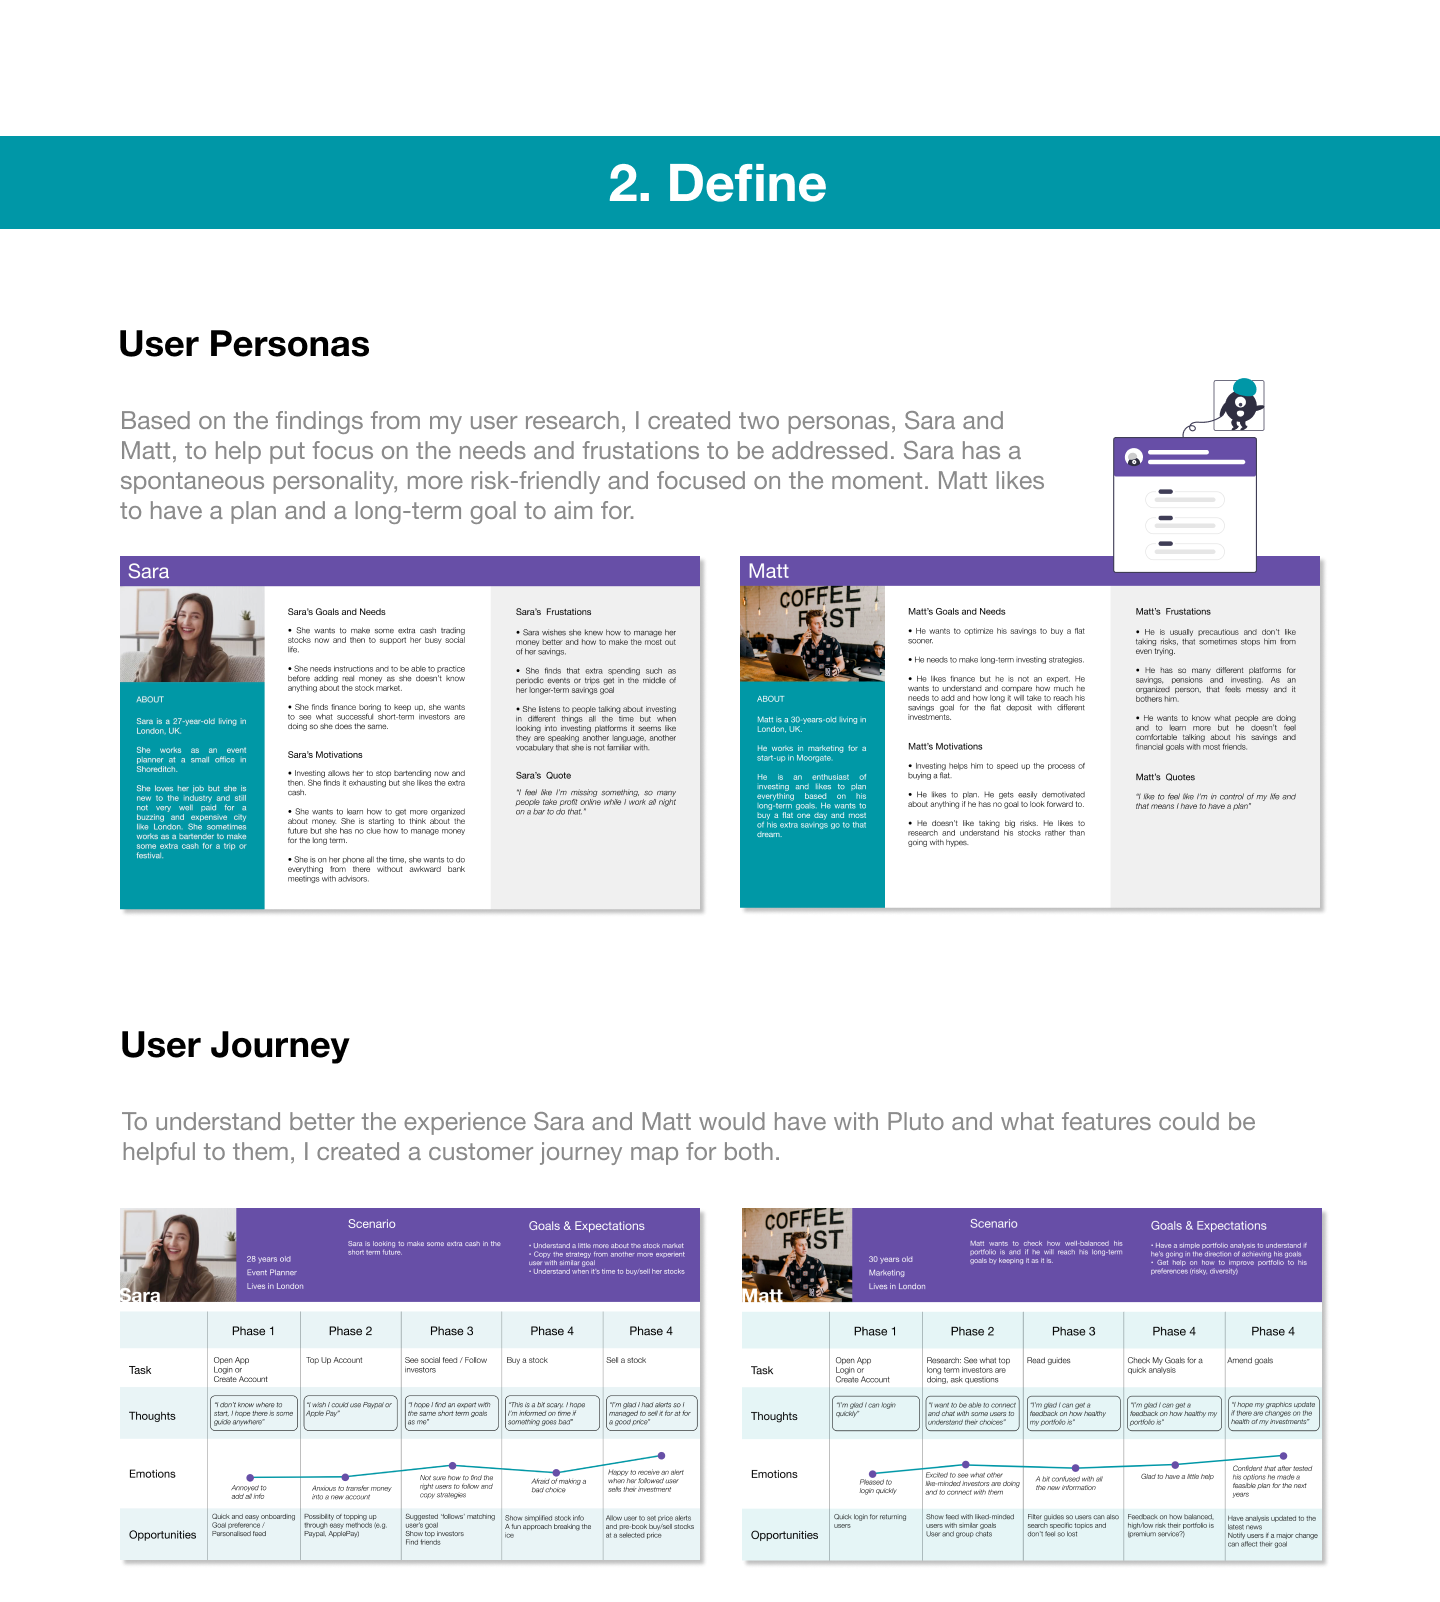 2. Define
User Personas
Based on the findings from my user research, I created two personas, Sara and
Matt, to help put focus on the needs and frustations to be addressed. Sara has a
spontaneous personality, more risk-friendly and focused on the moment. Matt likes
to have a plan and a long-term goal to aim for.
Sara
ABOUT
Sara is a 27-year-old living in
London, UK.
She works as an event
planner at a small office in
Shoreditch.
She loves her job but she is
new to the industry and still
not very well paid for a
buzzing and expensive city
like London. She sometimes
works as a bartender to make
some extra cash for a trip or
festival.
Sara's Goals and Needs
• She wants to make some extra cash trading
stocks now and then to support her busy social
life.
• She needs instructions and to be able to practice
before adding real money as she doesn't know
anything about the stock market.
• She finds finance boring to keep up, she wants
to see what successful short-term investors are
doing so she does the same.
Sara's Motivations
• Investing allows her to stop bartending now and
then. She finds it exhausting but she likes the extra
cash.
• She wants to learn how to get more organized
about money. She is starting to think about the
future but she has no clue how to manage money
for the long term.
• She is on her phone all the time, she wants to do
everything from there without awkward bank
meetings with advisors.
Sara's Frustations
• Sara wishes she knew how to manage her
money better and how to make the most out
of her savings.
• She finds that extra spending such as
periodic events or trips get in the middle of
her longer-term savings goal
• She listens to people talking about investing
in different things all the time but when
looking into investing platforms it seems like
they are speaking another language, another
vocabulary that she is not familiar with.
Sara's Quote
"I feel like I'm missing something, so many
people take profit online while I work all night
on a bar to do that."
Matt
COFFEE
FIRST
ABOUT
Matt is a 30-years-old living in
London, UK.
He works in marketing for a
start-up in Moorgate.
He is an enthusiast of
investing and likes to plan
everything based on his
long-term goals. He wants to
buy a flat one day and most
of his extra savings go to that
dream.
Matt's Goals and Needs
• He wants to optimize his savings to buy a flat
sooner.
• He needs to make long-term investing strategies.
• He likes finance but he is not an expert. He
wants to understand and compare how much he
needs to add and how long it will take to reach his
savings goal for the flat deposit with different
investments.
Matt's Motivations
• Investing helps him to speed up the process of
buying a flat.
• He likes to plan. He gets easily demotivated
about anything if he has no goal to look forward to.
• He doesn't like taking big risks. He likes to
research and understand his stocks rather than
going with hypes.
Matt's Frustations
• He is usually precautious and don't like
taking risks, that sometimes stops him from
even trying.
• He has so many different platforms for
savings, pensions and investing. As an
organized person, that feels messy and it
bothers him.
• He wants to know what people are doing
and to learn more but he doesn't feel
comfortable talking about his savings and
financial goals with most friends.
Matt's Quotes
"I like to feel like I'm in control of my life and
that means I have to have a plan"
User Journey
To understand better the experience Sara and Matt would have with Pluto and what features could be
helpful to them, I created a customer journey map for both.
Sara
28 years old
Event Planner
Lives in London
Scenario
Sara is looking to make some extra cash in the
short term future.
Goals & Expectations
• Understand a little more about the stock market
• Copy the strategy from another more experient
user with similar goal
• Understand when it's time to buy/sell her stocks
Phase 1
Phase 2
Phase 3
Phase 4
Phase 4
Task
Open App
Login or
Create Account
Top Up Account
See social feed / Follow
investors
Buy a stock
Sell a stock
Thoughts
"I don't know where to
start, I hope there is some
guide anywhere"
"I wish I could use Paypal or
Apple Pay"
"I hope I find an expert with
the same short term goals
as me"
"This is a bit scary. I hope
I'm informed on time if
something goes bad"
"I'm glad I had alerts so I
managed to sell it for at for
a good price"
Emotions
Annoyed to
add all info
Anxious to transfer money
into a new account
Not sure how to find the
right users to follow and
copy strategies
Afraid of making a
bad choice
Happy to receive an alert
when her followed user
sells their investment
Opportunities
Quick and easy onboarding
Goal preference /
Personalised feed
Possibility of topping up
through easy methods (e.g.
Paypal, ApplePay)
Suggested 'follows' matching
user's goal
Show top investors
Find friends
Show simplified stock info
A fun approach breaking the
ice
Allow user to set price alerts
and pre-book buy/sell stocks
at a selected price
COFFEE
FIRST
Matt
30 years old
Marketing
Lives in London
Scenario
Matt wants to check how well-balanced his
portfolio is and if he will reach his long-term
goals by keeping it as it is.
Goals & Expectations
• Have a simple portfolio analysis to understand if
he's going in the direction of achieving his goals
• Get help on how to improve portfolio to his
preferences (risky, diversity)
Phase 1
Phase 2
Phase 3
Phase 4
Phase 4
Task
Open App
Login or
Create Account
Research: See what top
long term investors are
doing, ask questions
Read guides
Check My Goals for a
quick analysis
Amend goals
Thoughts
"I'm glad I can login
quickly"
"I want to be able to connect
and chat with some users to
understand their choices"
"I'm glad I can get a
feedback on how healthy
my portfolio is"
"I'm glad I can get a
feedback on how healthy my
portfolio is"
"I hope my graphics update
if there are changes on the
health of my investments"
Emotions
Pleased to
login quickly
Excited to see what other
like-minded investors are doing
and to connect with them
A bit confused with all
the new information
Glad to have a little help
Confident that after tested
his options he made a
feasible plan for the next
years
Opportunities
Quick login for returning
users
Show feed with liked-minded
users with similar goals
User and group chats
Filter guides so users can also
search specific topics and
don't feel so lost
Feedback on how balanced,
high/low risk their portfolio is
(premium service?)
Have analysis updated to the
latest news
Notify users if a major change
can affect their goal